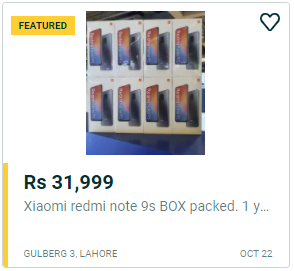 FEATURED
Rs 31,999
Xiaomi redmi note 9s BOX packed. 1 y...
GULBERG 3, LAHORE
OCT 22